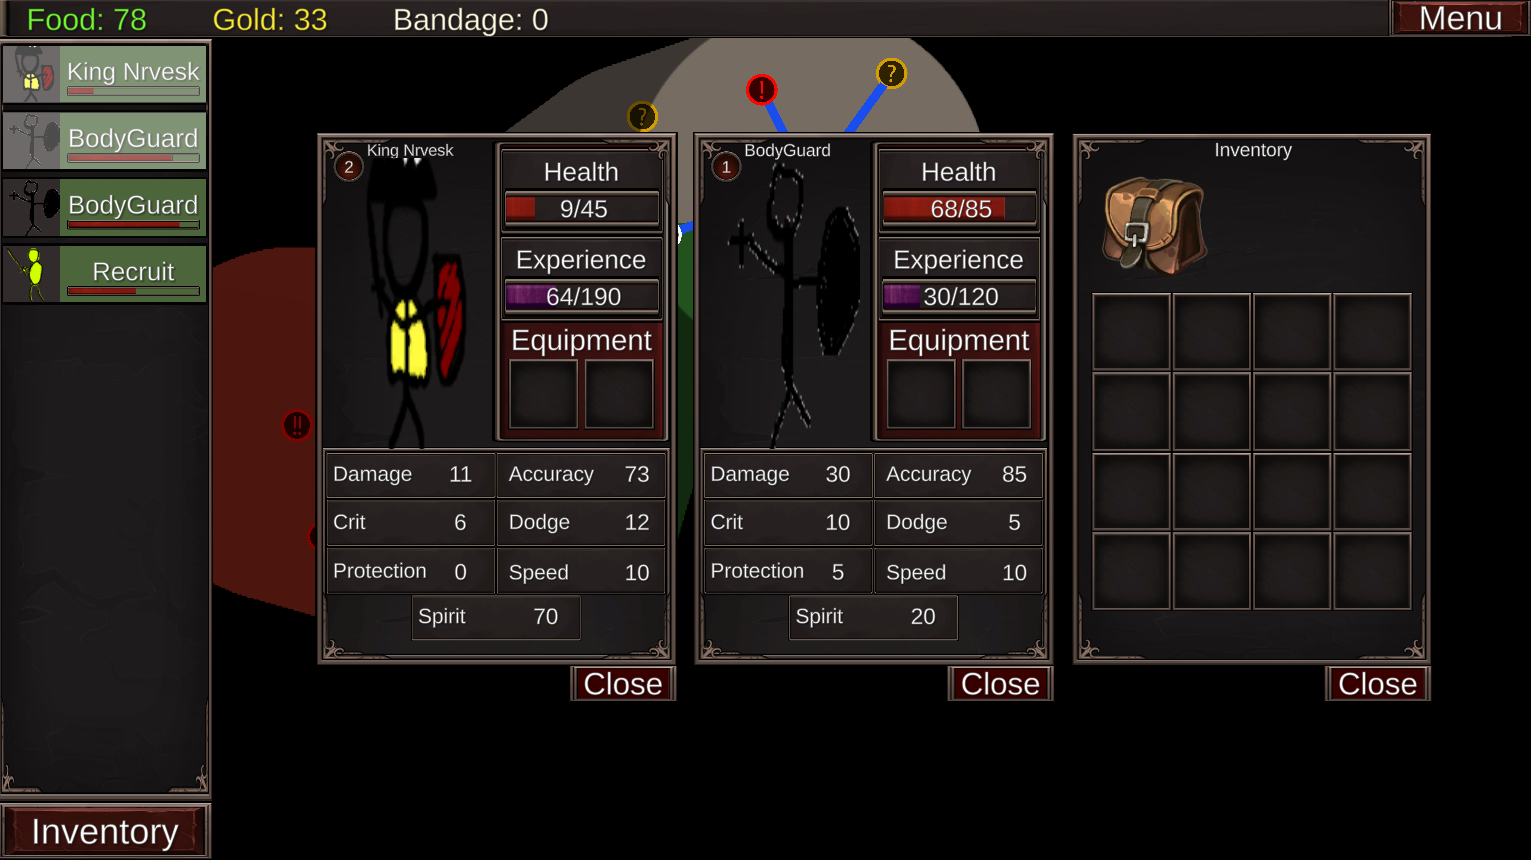 Food: 78 Gold: 33 Bandage: 0 Menu
King Nrvesk
BodyGuard
BodyGuard
Recruit
Inventory
King Nrvesk
2
Health
9/45
Experience
64/190
Equipment
Damage 11 Accuracy 73
Crit 6 Dodge 12
Protection 0 Speed 10
Spirit 70
Close
BodyGuard
1
Health
68/85
Experience
30/120
Equipment
Damage 30 Accuracy 85
Crit 10 Dodge 5
Protection 5 Speed 10
Spirit 20
Close
Inventory
Close
?
!
?
!!